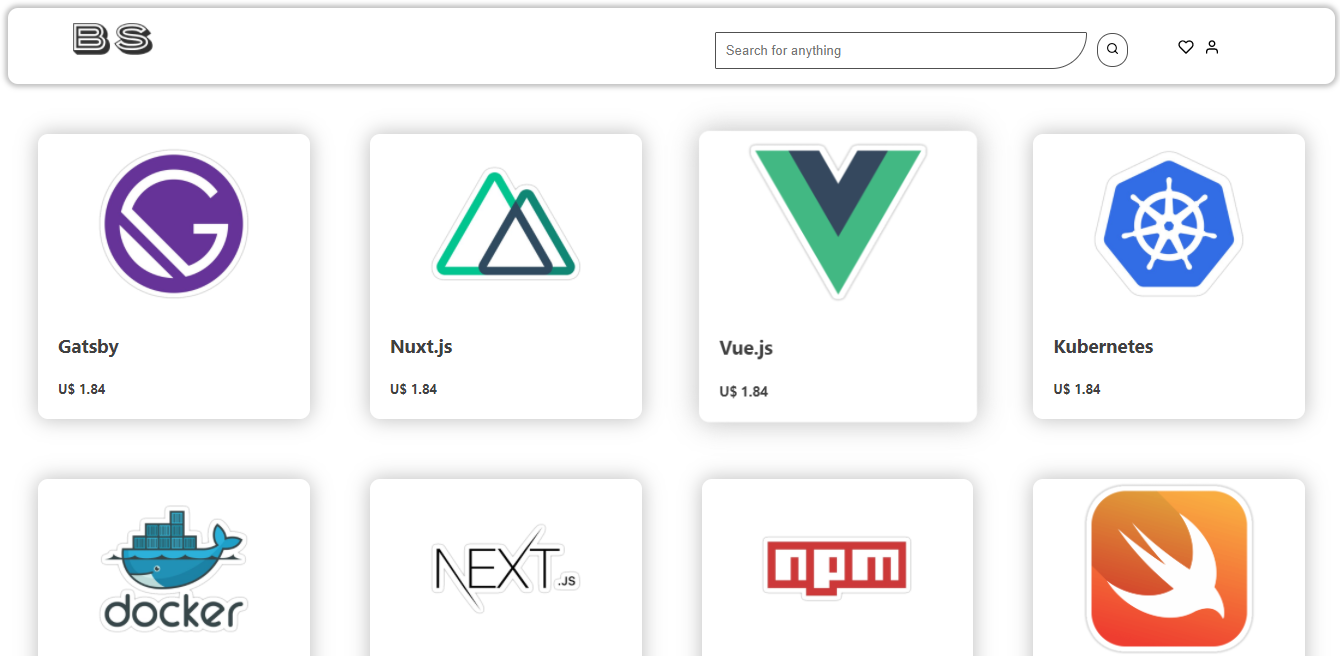 BS
Search for anything
Gatsby
Nuxt.js
Vue.js
Kubernetes
U$ 1.84
U$ 1.84
U$ 1.84
U$ 1.84
docker
NEXT.JS
npm